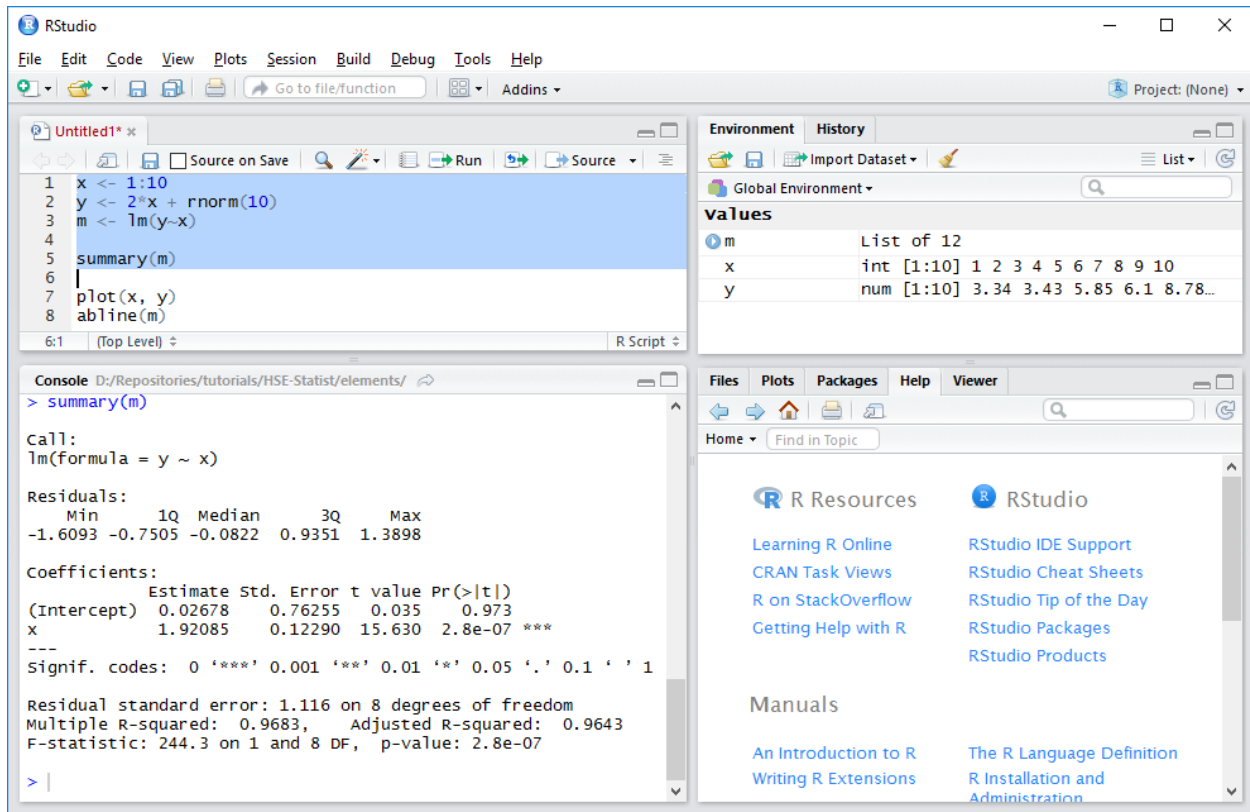 RStudio
File Edit Code View Plots Session Build Debug Tools Help
Go to file/function Addins Project: (None)
Untitled1*
Source on Save Run Source
1 x <- 1:10
2 y <- 2*x + rnorm(10)
3 m <- lm(y~x)
4
5 summary(m)
6
7 plot(x, y)
8 abline(m)
6:1 (Top Level) R Script
Console D:/Repositories/tutorials/HSE-Statist/elements/
> summary(m)
Call:
lm(formula = y ~ x)
Residuals:
    Min      1Q  Median      3Q     Max
-1.6093 -0.7505 -0.0822  0.9351  1.3898
Coefficients:
            Estimate Std. Error t value Pr(>|t|)
(Intercept)  0.02678    0.76255   0.035    0.973
x            1.92085    0.12290  15.630  2.8e-07 ***
---
Signif. codes:  0 ‘***’ 0.001 ‘**’ 0.01 ‘*’ 0.05 ‘.’ 0.1 ‘ ’ 1
Residual standard error: 1.116 on 8 degrees of freedom
Multiple R-squared:  0.9683,    Adjusted R-squared:  0.9643
F-statistic: 244.3 on 1 and 8 DF,  p-value: 2.8e-07
>
Environment History
Import Dataset List
Global Environment
Values
m List of 12
x int [1:10] 1 2 3 4 5 6 7 8 9 10
y num [1:10] 3.34 3.43 5.85 6.1 8.78…
Files Plots Packages Help Viewer
Home Find in Topic
R Resources
Learning R Online
CRAN Task Views
R on StackOverflow
Getting Help with R
R RStudio
RStudio IDE Support
RStudio Cheat Sheets
RStudio Tip of the Day
RStudio Packages
RStudio Products
Manuals
An Introduction to R The R Language Definition
Writing R Extensions R Installation and
Administration